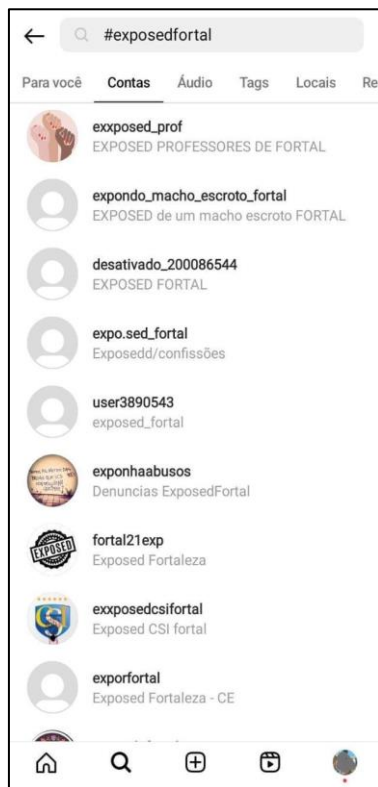 #exposedfortal
Para você Contas Áudio Tags Locais Re
exxposed_prof
EXPOSED PROFESSORES DE FORTAL
expondo_macho_escroto_fortal
EXPOSED de um macho escroto FORTAL
desativado_200086544
EXPOSED FORTAL
expo.sed_fortal
Exposedd/confissões
user3890543
exposed_fortal
exponhaabusos
Denuncias ExposedFortal
EXPOSED
fortal21exp
Exposed Fortaleza
CSI
exxposedcsifortal
Exposed CSI fortal
exporfortal
Exposed Fortaleza - CE